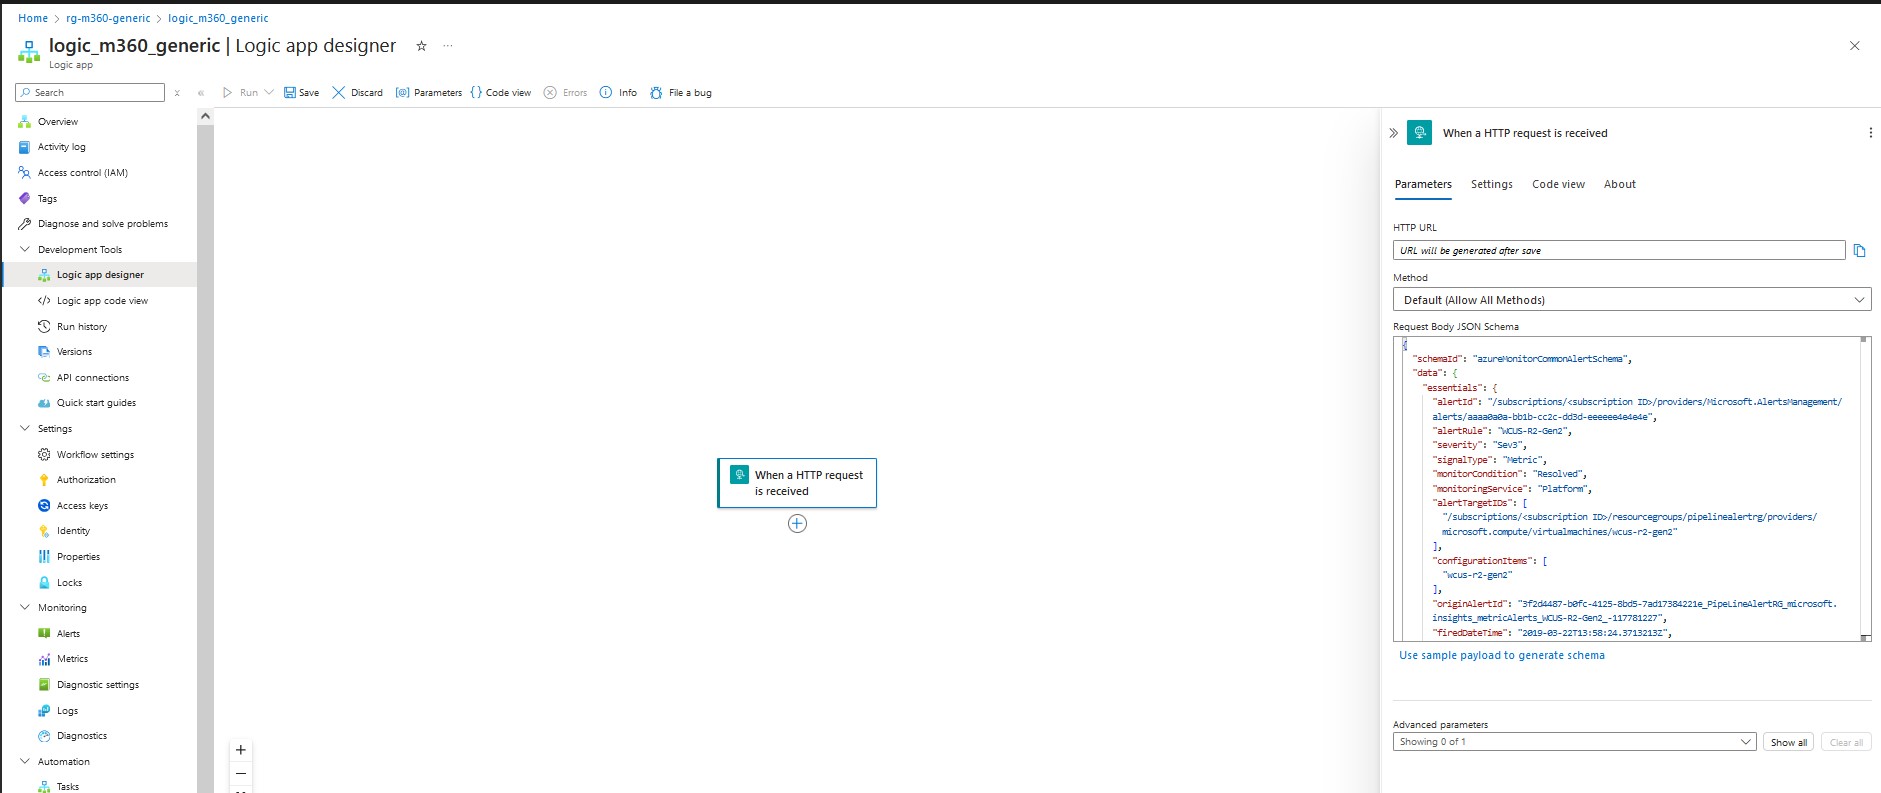 Home > rg-m360-generic > logic_m360_generic
logic_m360_generic | Logic app designer
Logic app
Search
Run
Save
Discard
Parameters
Code view
Errors
Info
File a bug
Overview
Activity log
Access control (IAM)
Tags
Diagnose and solve problems
Development Tools
Logic app designer
Logic app code view
Run history
Versions
API connections
Quick start guides
Settings
Workflow settings
Authorization
Access keys
Identity
Properties
Locks
Monitoring
Alerts
Metrics
Diagnostic settings
Logs
Diagnostics
Automation
Tasks
When a HTTP request
is received
When a HTTP request is received
Parameters
Settings
Code view
About
HTTP URL
URL will be generated after save
Method
Default (Allow All Methods)
Request Body JSON Schema
{
"schemaId": "azureMonitorCommonAlertSchema",
"data": {
"essentials": {
"alertId": "/subscriptions/<subscription ID>/providers/Microsoft.AlertsManagement/
alerts/aaaa0a0a-bb1b-cc2c-dd3d-eeeeee4e4e4e",
"alertRule": "WCUS-R2-Gen2",
"severity": "Sev3",
"signalType": "Metric",
"monitorCondition": "Resolved",
"monitoringService": "Platform",
"alertTargetIDs": [
"/subscriptions/<subscription ID>/resourcegroups/pipelinealertrg/providers/
microsoft.compute/virtualmachines/wcus-r2-gen2"
],
"configurationItems": [
"wcus-r2-gen2"
],
"originAlertId": "3f2d4487-b0fc-4125-8bd5-7ad17384221e_PipeLineAlertRG_microsoft.
insights_metricAlerts_WCUS-R2-Gen2_-117781227",
"firedDateTime": "2019-03-22T13:58:24.3713213Z",
Use sample payload to generate schema
Advanced parameters
Showing 0 of 1
Show all
Clear all